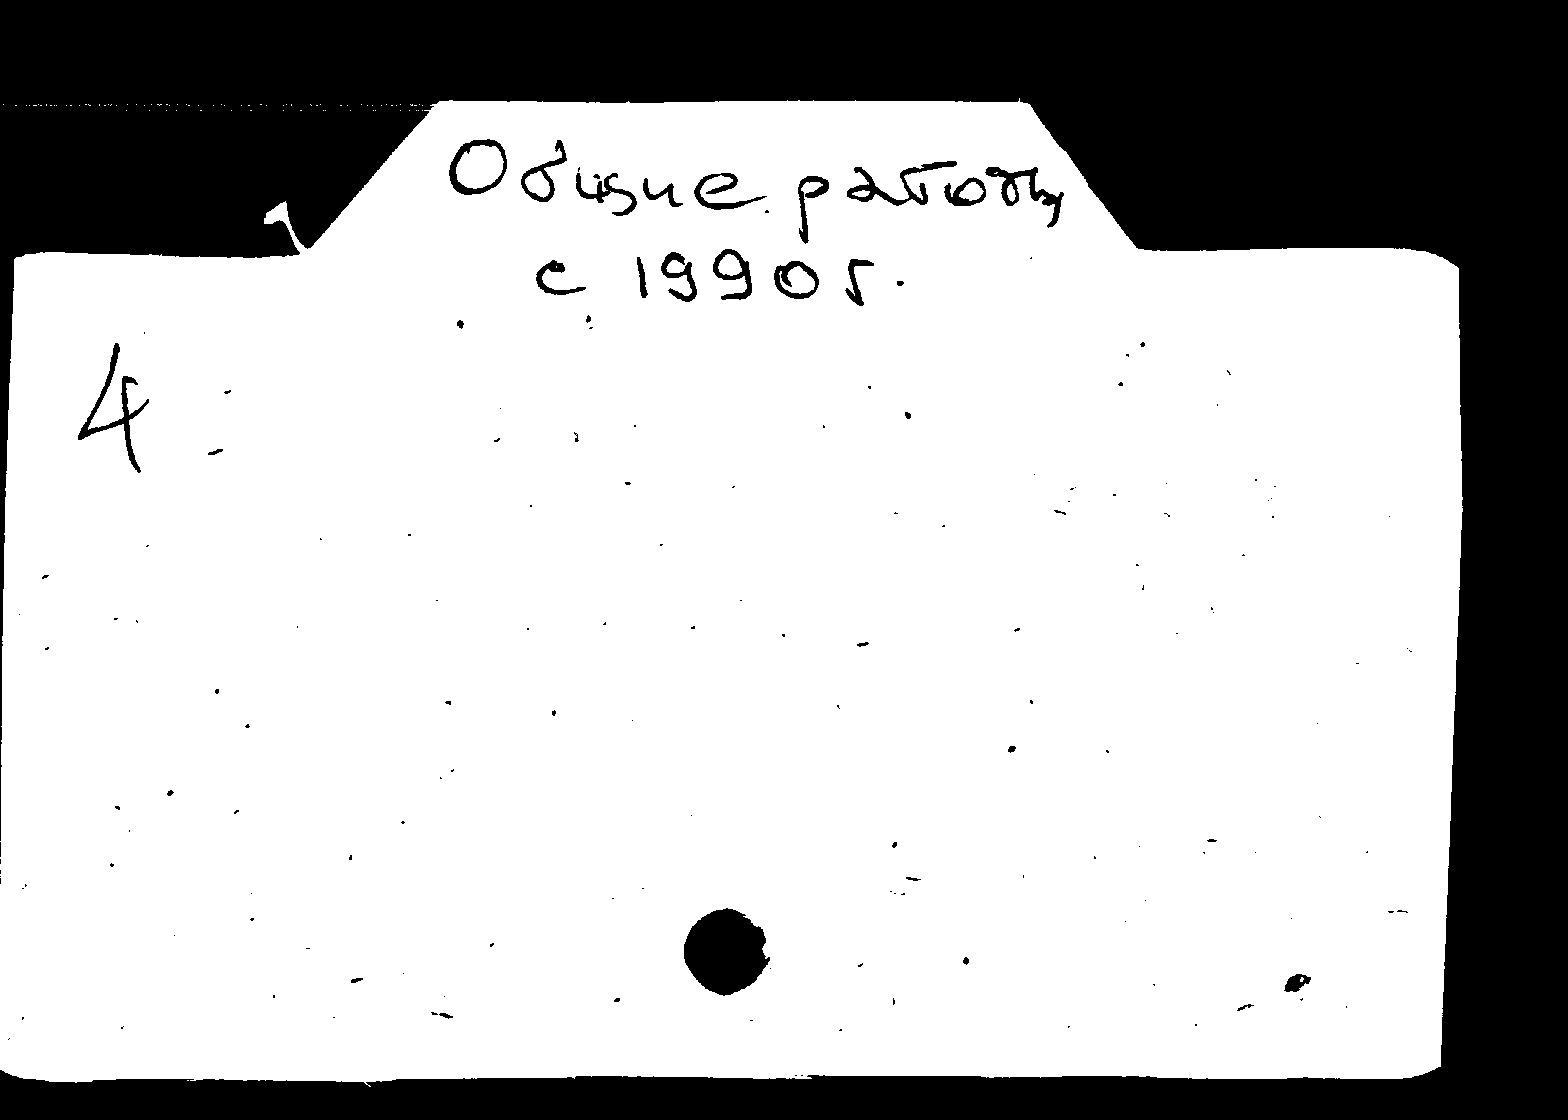 Общие работы
с 1990 г.
4